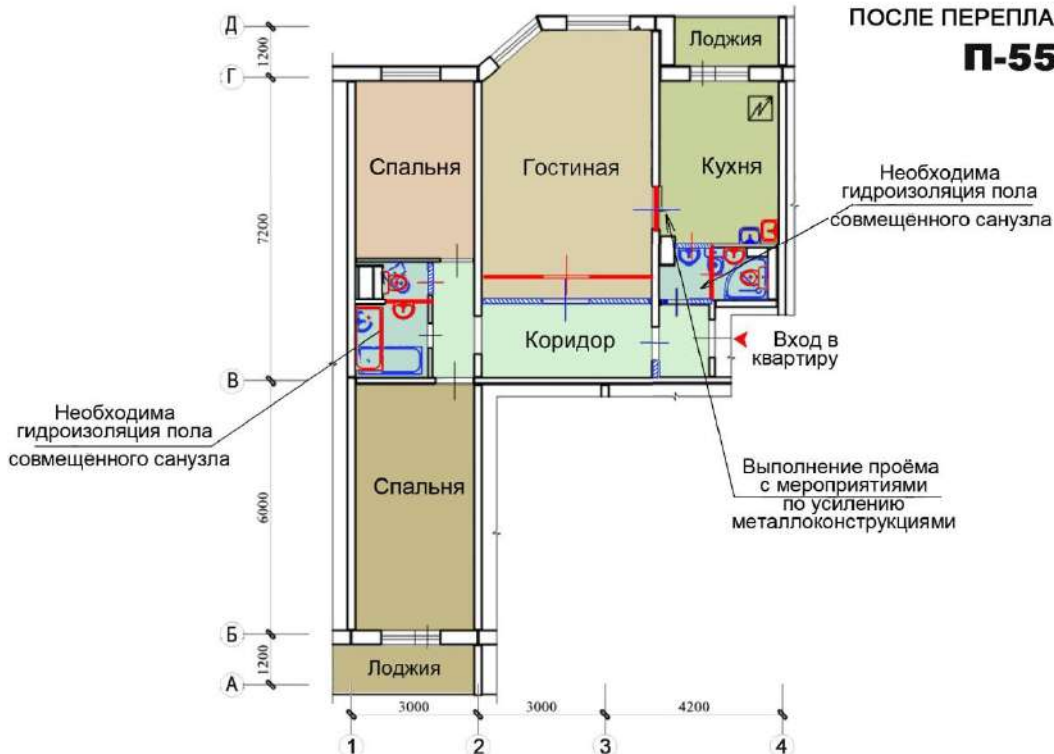 ПОСЛЕ ПЕРЕПЛА
П-55
Д
1200
Г
7200
В
6000
Б
1200
А
Лоджия
Спальня
Гостиная
Кухня
Необходима
гидроизоляция пола
совмещённого санузла
Коридор
Вход в
квартиру
Необходима
гидроизоляция пола
совмещённого санузла
Спальня
Выполнение проёма
с мероприятиями
по усилению
металлоконструкциями
Лоджия
3000
3000
4200
1
2
3
4